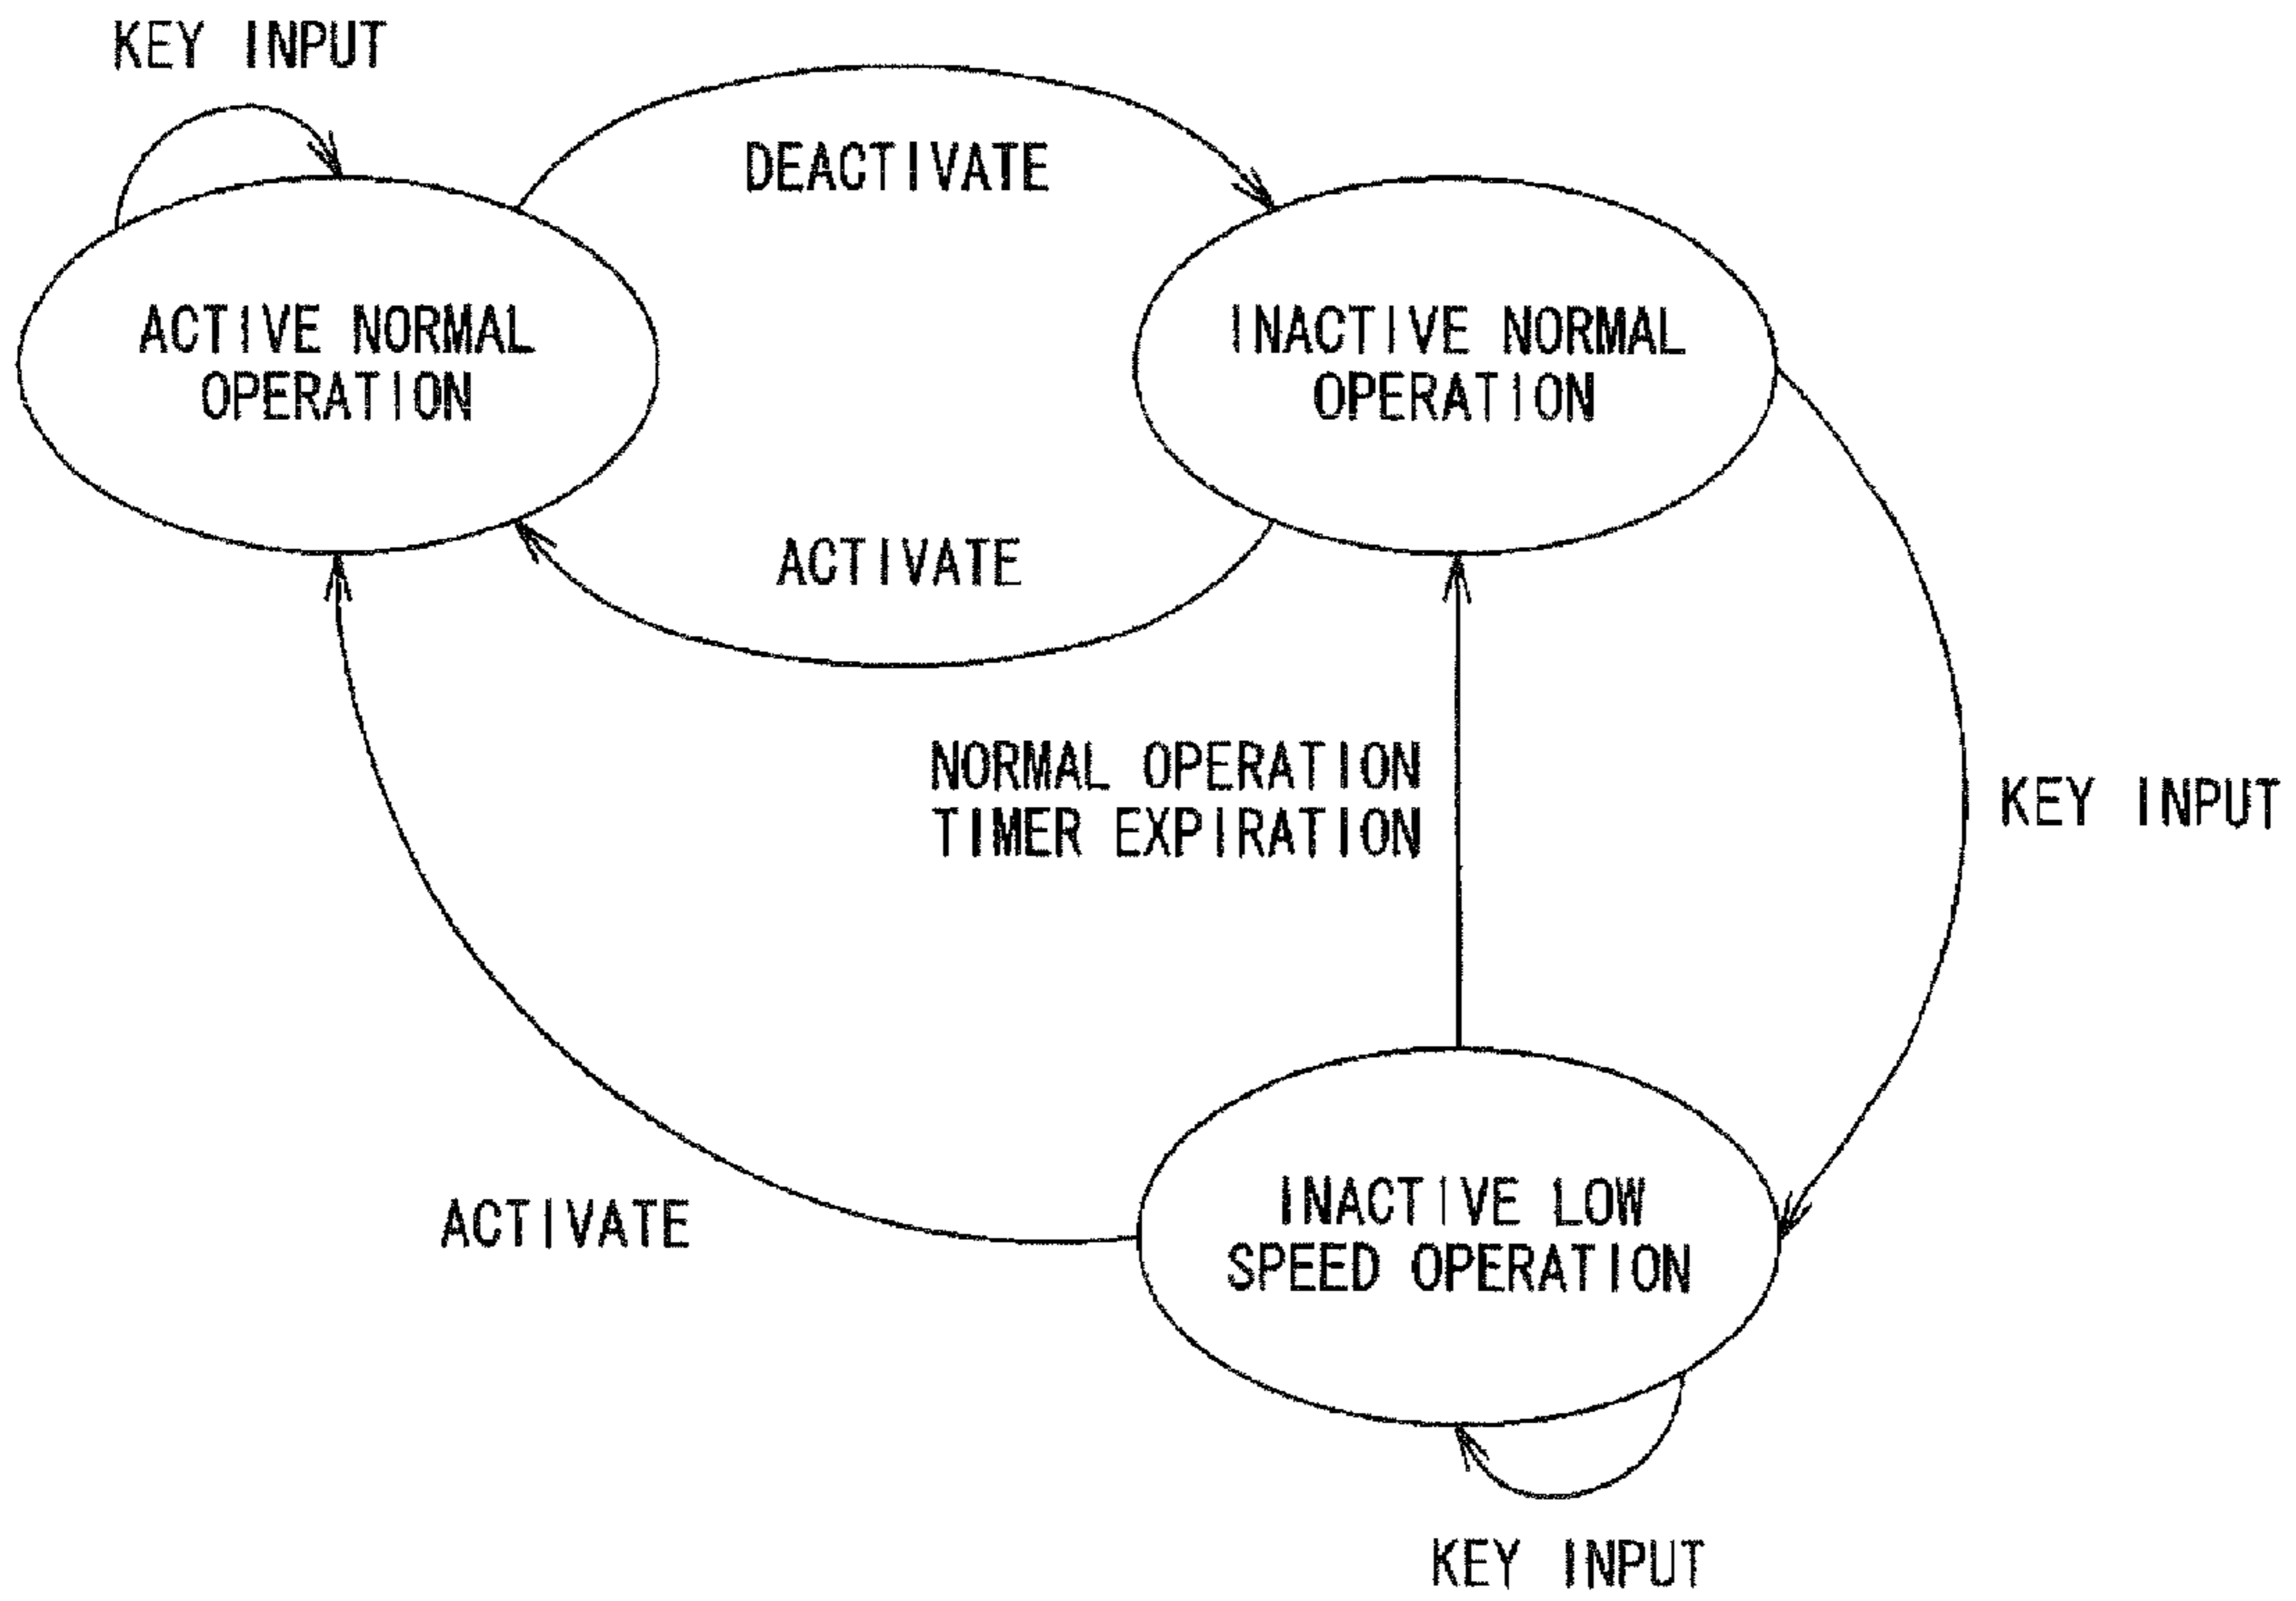 KEY INPUT
DEACTIVATE
ACTIVE NORMAL
OPERATION
INACTIVE NORMAL
OPERATION
ACTIVATE
NORMAL OPERATION
TIMER EXPIRATION
KEY INPUT
ACTIVATE
INACTIVE LOW
SPEED OPERATION
KEY INPUT